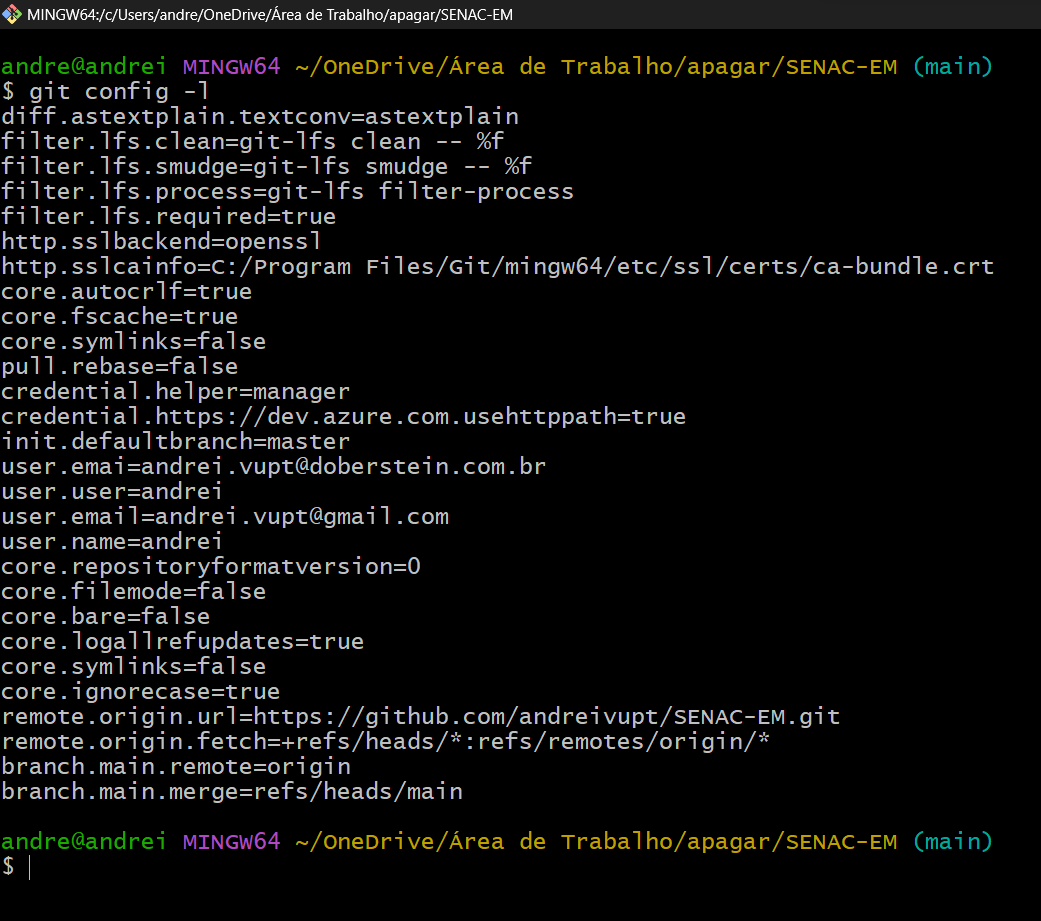 MINGW64:/c/Users/andre/OneDrive/Área de Trabalho/apagar/SENAC-EM
andre@andrei MINGW64 ~/OneDrive/Área de Trabalho/apagar/SENAC-EM (main)
$ git config -l
diff.astextplain.textconv=astextplain
filter.lfs.clean=git-lfs clean -- %f
filter.lfs.smudge=git-lfs smudge -- %f
filter.lfs.process=git-lfs filter-process
filter.lfs.required=true
http.sslbackend=openssl
http.sslcainfo=C:/Program Files/Git/mingw64/etc/ssl/certs/ca-bundle.crt
core.autocrlf=true
core.fscache=true
core.symlinks=false
pull.rebase=false
credential.helper=manager
credential.https://dev.azure.com.usehttppath=true
init.defaultbranch=master
user.emai=andrei.vupt@doberstein.com.br
user.user=andrei
user.email=andrei.vupt@gmail.com
user.name=andrei
core.repositoryformatversion=0
core.filemode=false
core.bare=false
core.logallrefupdates=true
core.symlinks=false
core.ignorecase=true
remote.origin.url=https://github.com/andreivupt/SENAC-EM.git
remote.origin.fetch=+refs/heads/*:refs/remotes/origin/*
branch.main.remote=origin
branch.main.merge=refs/heads/main
andre@andrei MINGW64 ~/OneDrive/Área de Trabalho/apagar/SENAC-EM (main)
$